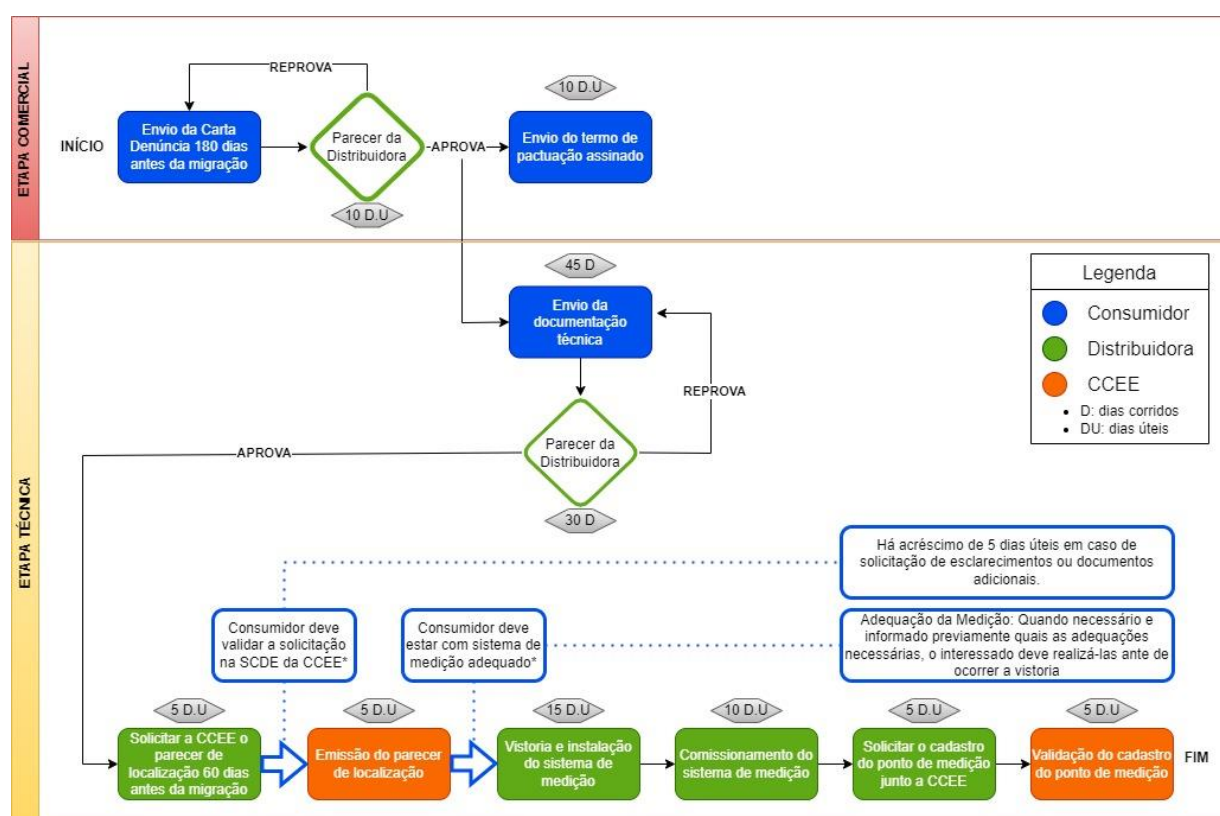 ETAPA COMERCIAL
INÍCIO
REPROVA
Envio da Carta
Denúncia 180 dias
antes da migração
Parecer da
Distribuidora
10 D.U
APROVA
10 D.U
Envio do termo de
pactuação assinado
ETAPA TÉCNICA
45 D
Envio da
documentação
técnica
REPROVA
Parecer da
Distribuidora
30 D
APROVA
Legenda
Consumidor
Distribuidora
CCEE
• D: dias corridos
• DU: dias úteis
Há acréscimo de 5 dias úteis em caso de
solicitação de esclarecimentos ou documentos
adicionais.
Consumidor deve
validar a solicitação
na SCDE da CCEE*
Consumidor deve
estar com sistema de
medição adequado*
Adequação da Medição: Quando necessário e
informado previamente quais as adequações
necessárias, o interessado deve realizá-las ante de
ocorrer a vistoria
5 D.U
Solicitar a CCEE o
parecer de
localização 60 dias
antes da migração
5 D.U
Emissão do parecer
de localização
15 D.U
Vistoria e instalação
do sistema de
medição
10 D.U
Comissionamento do
sistema de medição
5 D.U
Solicitar o cadastro
do ponto de medição
junto a CCEE
5 D.U
Validação do cadastro
do ponto de medição
FIM